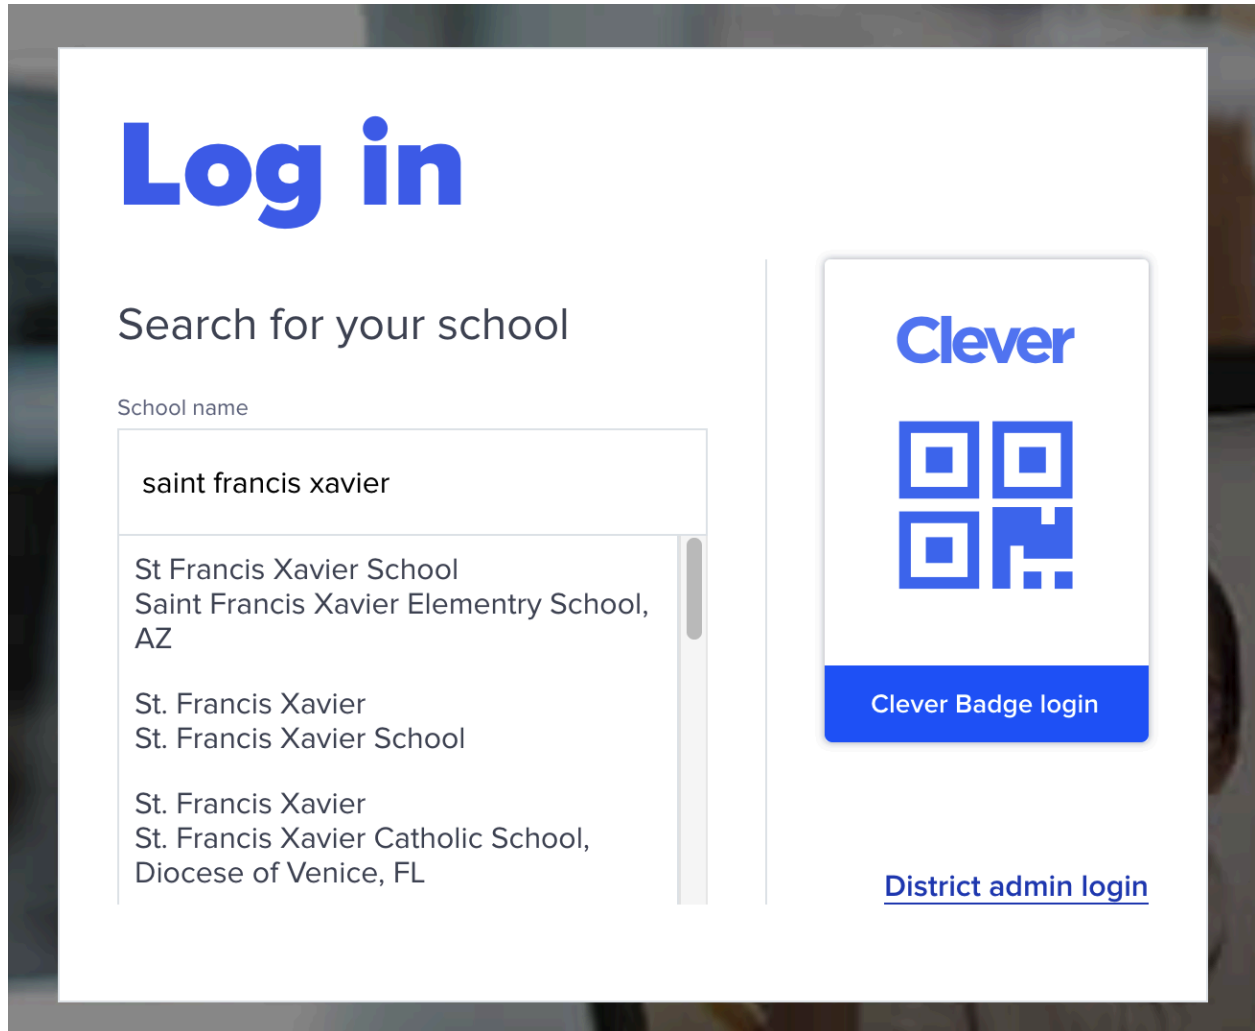 Log in
Search for your school
School name
saint francis xavier
St Francis Xavier School
Saint Francis Xavier Elementry School,
AZ
St. Francis Xavier
St. Francis Xavier School
St. Francis Xavier
St. Francis Xavier Catholic School,
Diocese of Venice, FL
Clever
Clever Badge login
District admin login